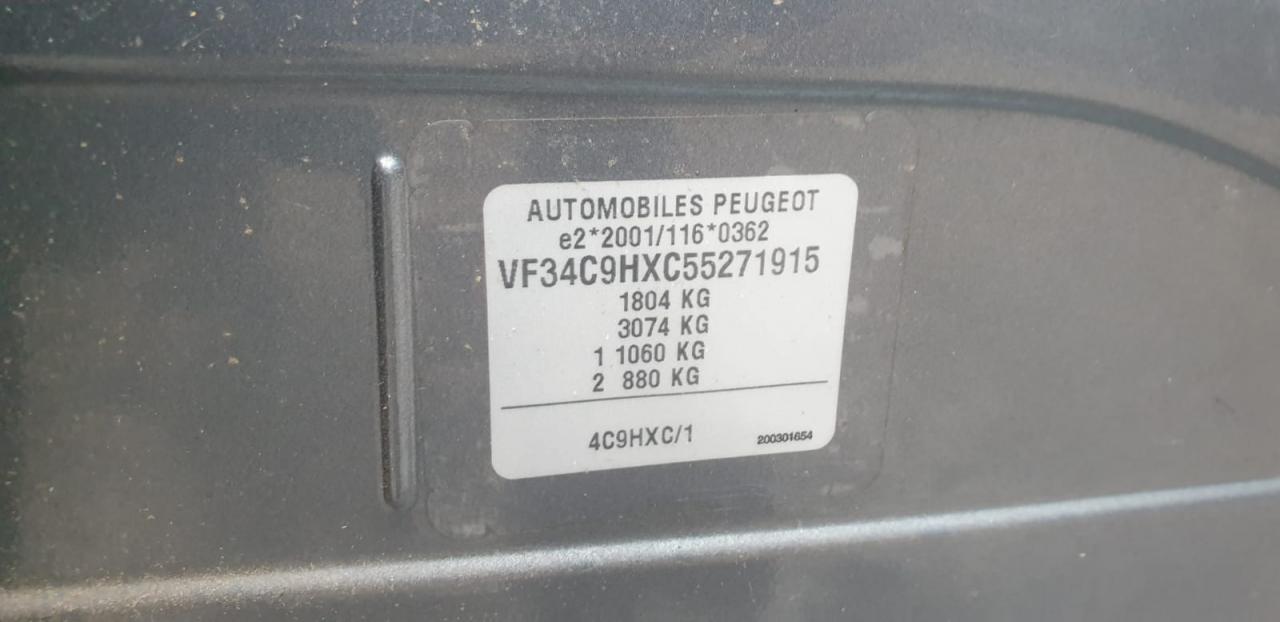 AUTOMOBILES PEUGEOT
e2*2001/116*0362
VF34C9HXC55271915
1804 KG
3074 KG
1 1060 KG
2 880 KG
4C9HXC/1
200301654